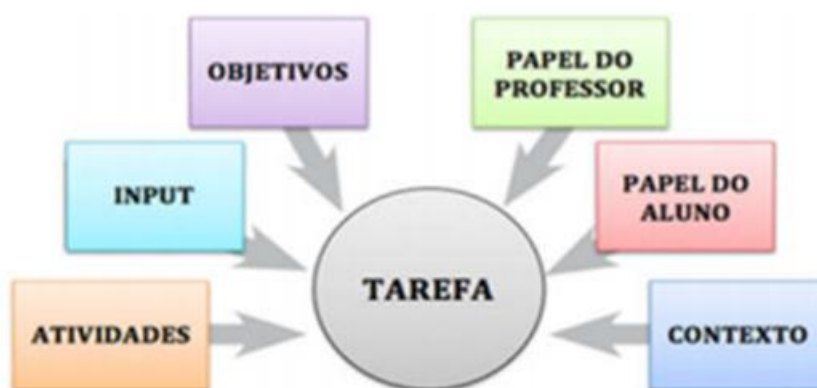 OBJETIVOS
PAPEL DO
PROFESSOR
INPUT
PAPEL DO
ALUNO
TAREFA
ATIVIDADES
CONTEXTO